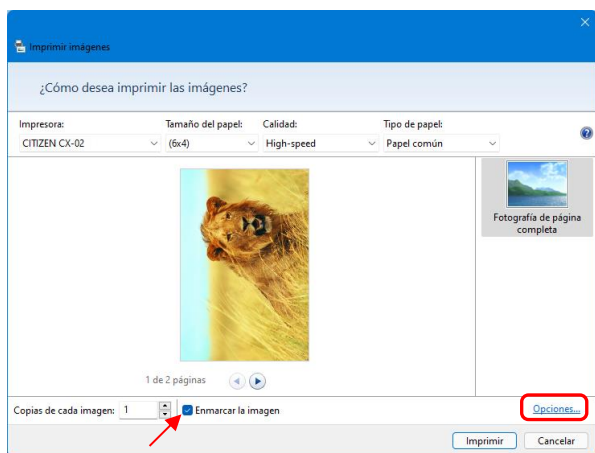 Imprimir imágenes
¿Cómo desea imprimir las imágenes?
Impresora: Tamaño del papel: Calidad: Tipo de papel:
CITIZEN CX-02 (6x4) High-speed Papel común
Fotografía de página
completa
1 de 2 páginas
Copias de cada imagen: 1 Enmarcar la imagen Opciones...
Imprimir Cancelar